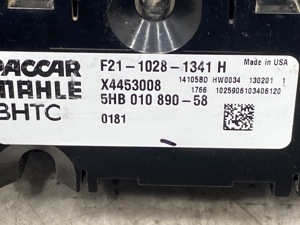 PACCAR
MAHLE
BHTC
F21-1028-1341 H
X4453008
5HB 010 890-58
0181
Made in USA
14105BD HW0034 130201 1
1766 1025906103406120